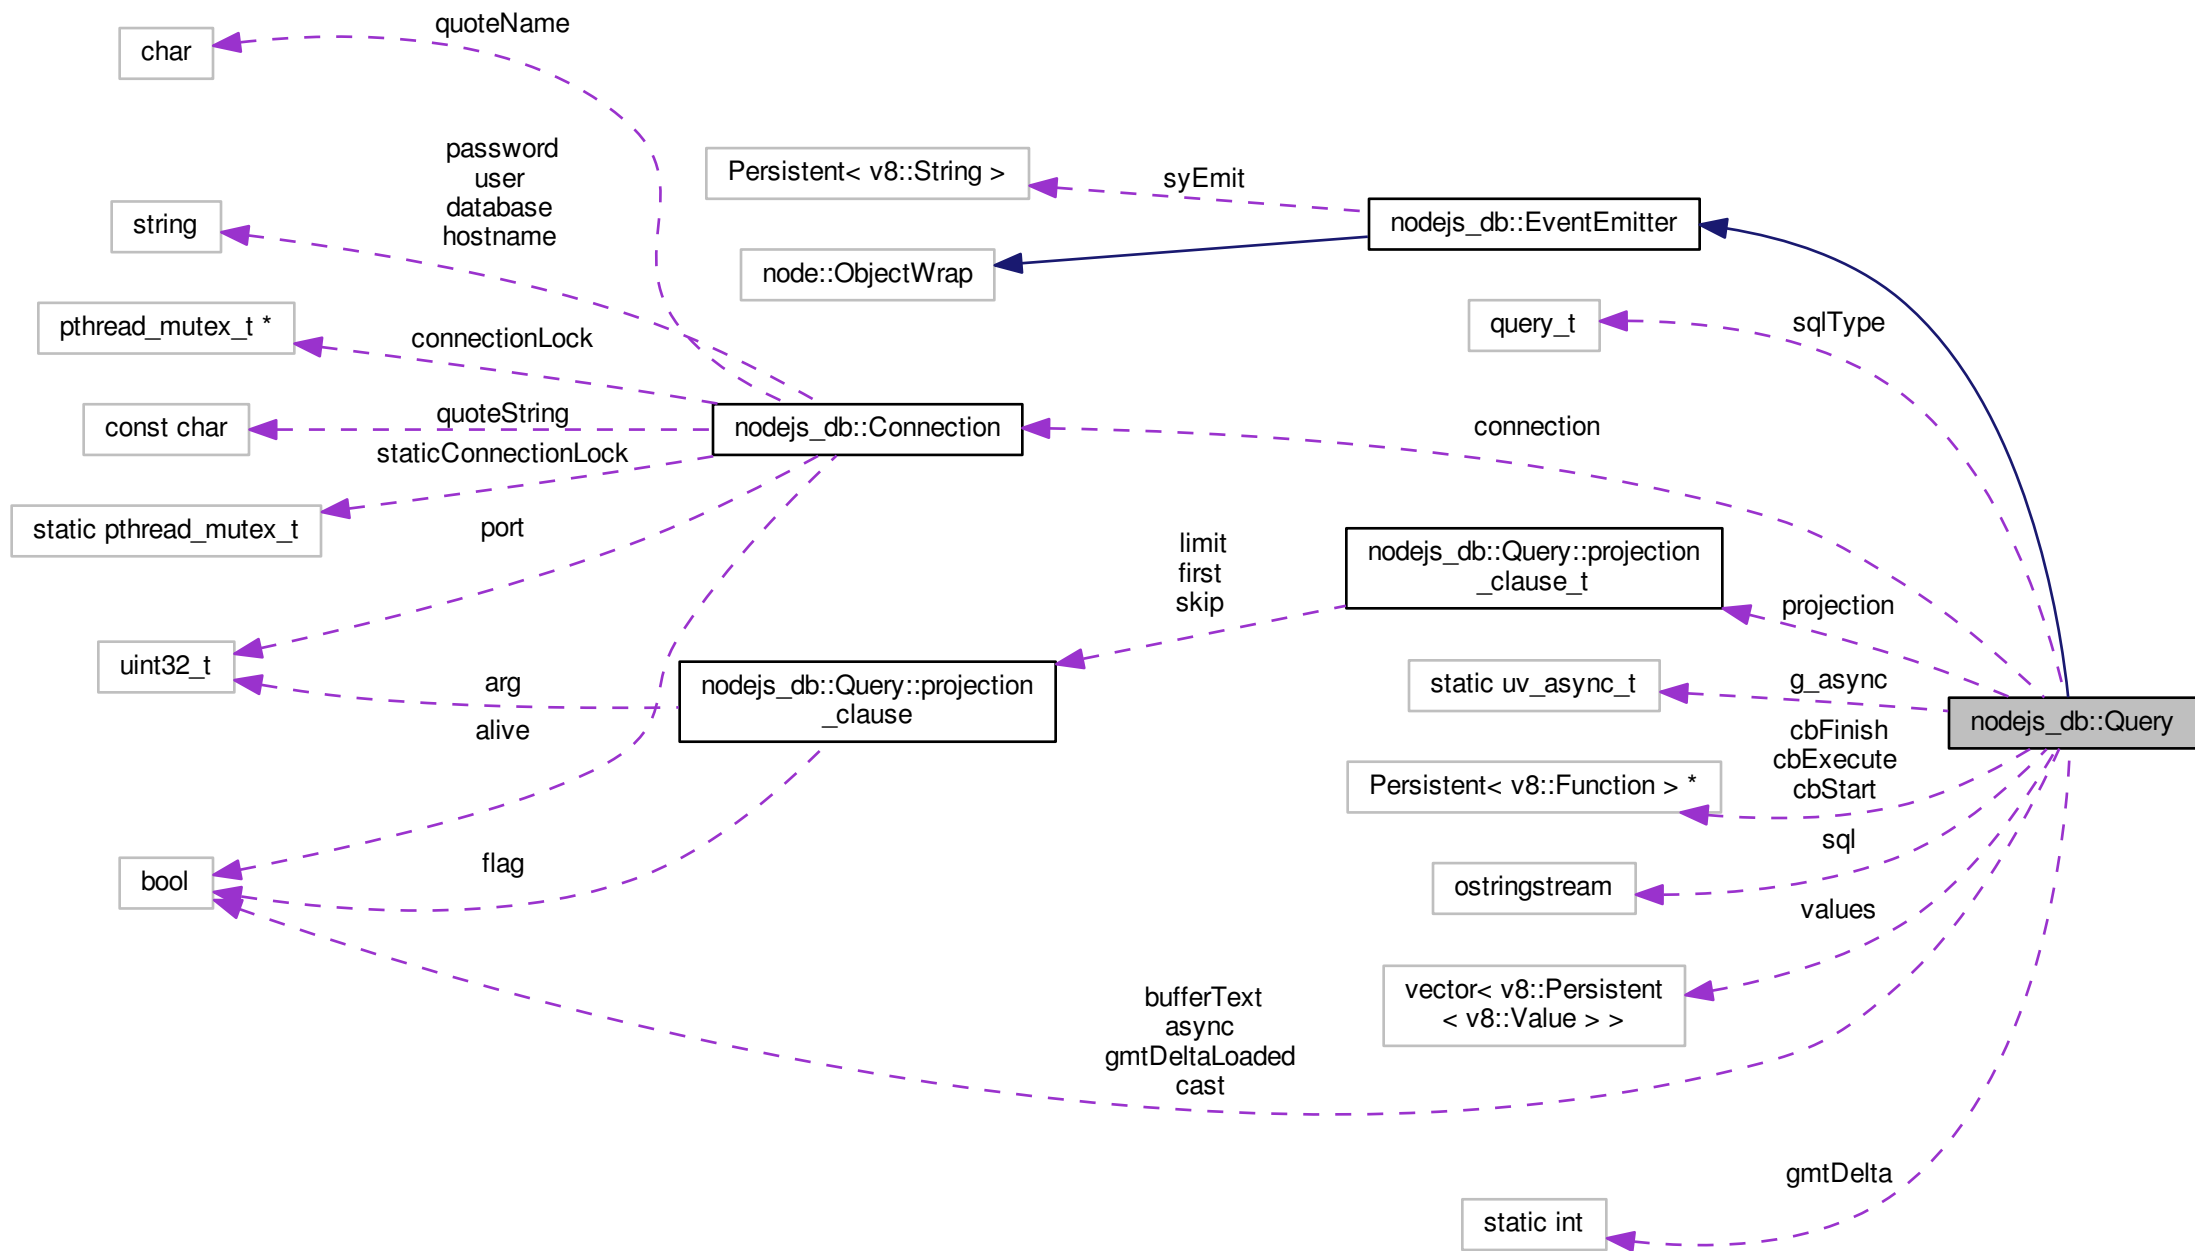 quoteName
char
password
user
database
hostname
Persistent< v8::String >
syEmit
string
nodejs_db::EventEmitter
node::ObjectWrap
pthread_mutex_t *
connectionLock
query_t
sqlType
const char
quoteString
nodejs_db::Connection
connection
staticConnectionLock
static pthread_mutex_t
port
limit
first
skip
nodejs_db::Query::projection
_clause_t
projection
uint32_t
arg
alive
nodejs_db::Query::projection
_clause
static uv_async_t
g_async
nodejs_db::Query
cbFinish
cbExecute
cbStart
Persistent< v8::Function > *
sql
bool
flag
ostringstream
values
vector< v8::Persistent
< v8::Value > >
bufferText
async
gmtDeltaLoaded
cast
gmtDelta
static int